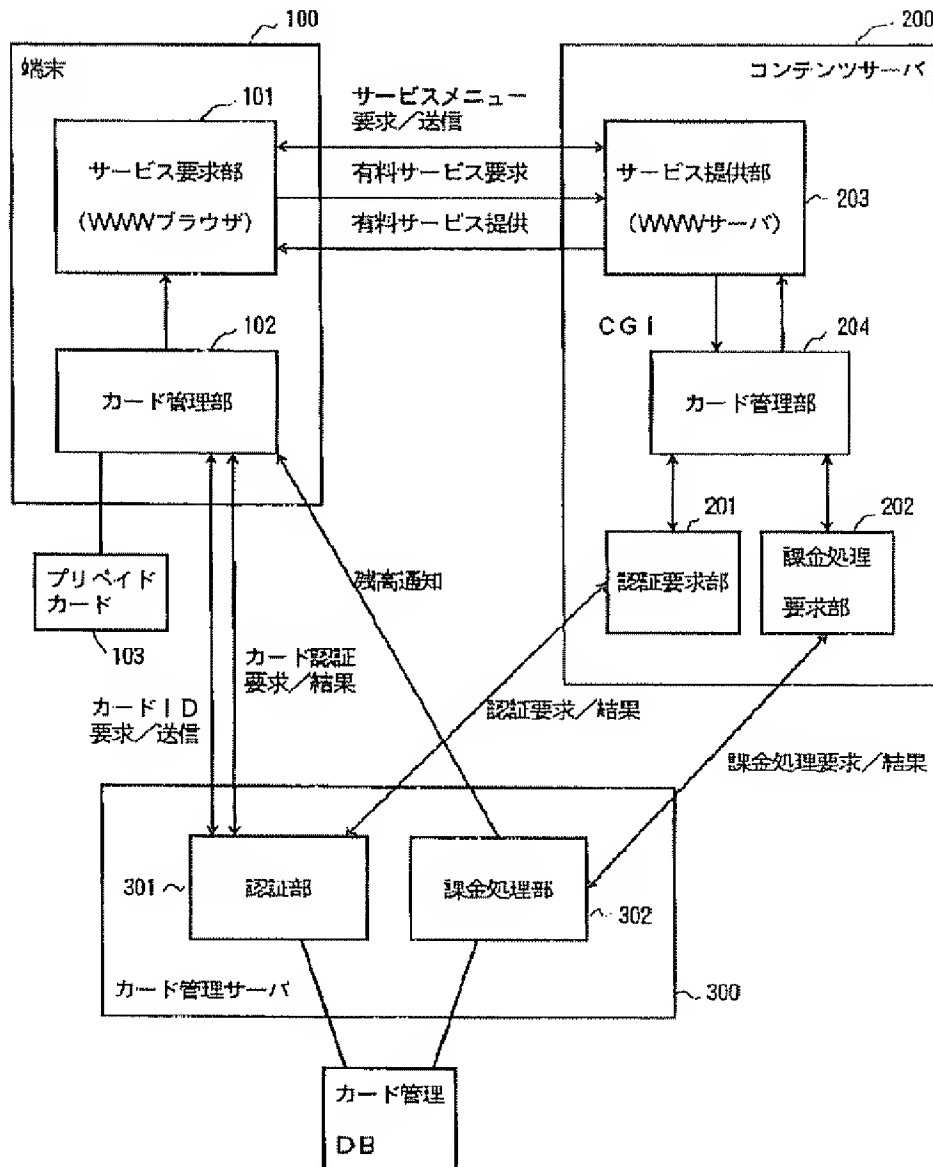 100
200
端末
コンテンツサーバ
101
サービスメニュー
要求／送信
サービス要求部
(WWWブラウザ)
有料サービス要求
有料サービス提供
サービス提供部
(WWWサーバ)
203
102
CGI
204
カード管理部
カード管理部
201
202
プリペイド
カード
103
残高通知
認証要求部
課金処理
要求部
カード認証
要求／結果
カードID
要求／送信
認証要求／結果
課金処理要求／結果
301
認証部
課金処理部
302
カード管理サーバ
300
カード管理
DB